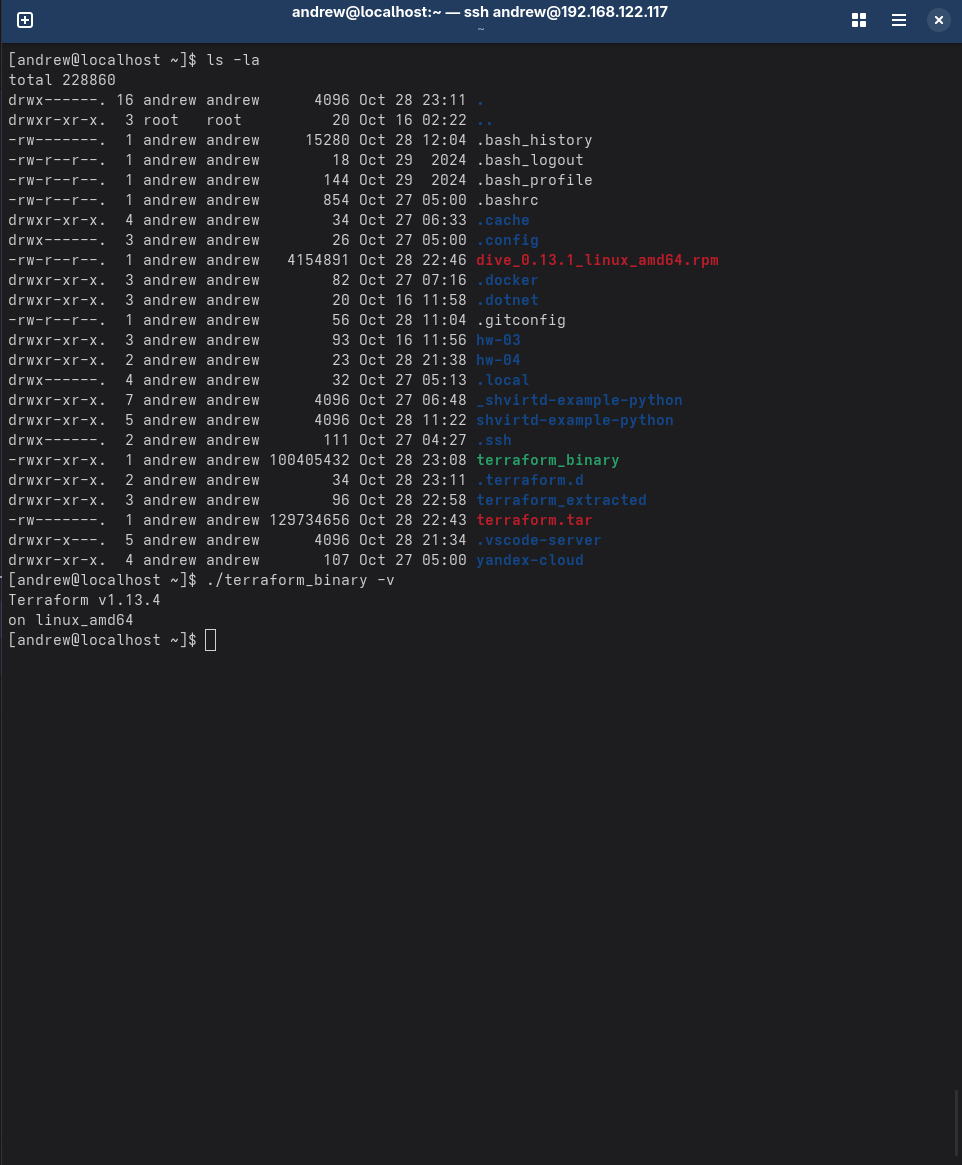 andrew@localhost:~ — ssh andrew@192.168.122.117
~
[andrew@localhost ~]$ ls -la
total 228860
drwx------. 16 andrew andrew      4096 Oct 28 23:11 .
drwxr-xr-x.  3 root   root          20 Oct 16 02:22 ..
-rw-------.  1 andrew andrew     15280 Oct 28 12:04 .bash_history
-rw-r--r--.  1 andrew andrew        18 Oct 29  2024 .bash_logout
-rw-r--r--.  1 andrew andrew       144 Oct 29  2024 .bash_profile
-rw-r--r--.  1 andrew andrew       854 Oct 27 05:00 .bashrc
drwxr-xr-x.  4 andrew andrew        34 Oct 27 06:33 .cache
drwx------.  3 andrew andrew        26 Oct 27 05:00 .config
-rw-r--r--.  1 andrew andrew   4154891 Oct 28 22:46 dive_0.13.1_linux_amd64.rpm
drwxr-xr-x.  3 andrew andrew        82 Oct 27 07:16 .docker
drwxr-xr-x.  3 andrew andrew        20 Oct 16 11:58 .dotnet
-rw-r--r--.  1 andrew andrew        56 Oct 28 11:04 .gitconfig
drwxr-xr-x.  3 andrew andrew        93 Oct 16 11:56 hw-03
drwxr-xr-x.  2 andrew andrew        23 Oct 28 21:38 hw-04
drwx------.  4 andrew andrew        32 Oct 27 05:13 .local
drwxr-xr-x.  7 andrew andrew      4096 Oct 27 06:48 _shvirtd-example-python
drwxr-xr-x.  5 andrew andrew      4096 Oct 28 11:22 shvirtd-example-python
drwx------.  2 andrew andrew       111 Oct 27 04:27 .ssh
-rwxr-xr-x.  1 andrew andrew 100405432 Oct 28 23:08 terraform_binary
drwxr-xr-x.  2 andrew andrew        34 Oct 28 23:11 .terraform.d
drwxr-xr-x.  3 andrew andrew        96 Oct 28 22:58 terraform_extracted
-rw-------.  1 andrew andrew 129734656 Oct 28 22:43 terraform.tar
drwxr-x---.  5 andrew andrew      4096 Oct 28 21:34 .vscode-server
drwxr-xr-x.  4 andrew andrew       107 Oct 27 05:00 yandex-cloud
[andrew@localhost ~]$ ./terraform_binary -v
Terraform v1.13.4
on linux_amd64
[andrew@localhost ~]$